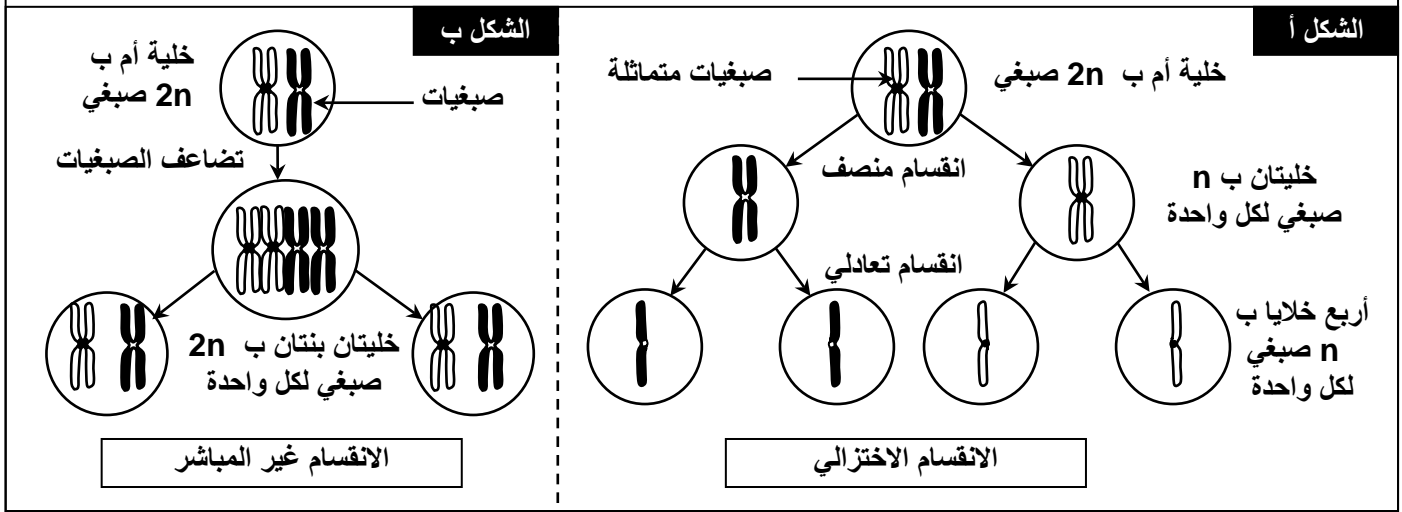 الشكل أ
خلية أم ب 2n صبغي
صبغيات متماثلة
انقسام منصف
خليتان ب n
صبغي لكل واحدة
انقسام تعادلي
أربع خلايا ب
n صبغي
لكل واحدة
الانقسام الاختزالي
الشكل ب
خلية أم ب
2n صبغي
صبغيات
تضاعف الصبغيات
خليتان بنتان ب 2n
صبغي لكل واحدة
الانقسام غير المباشر